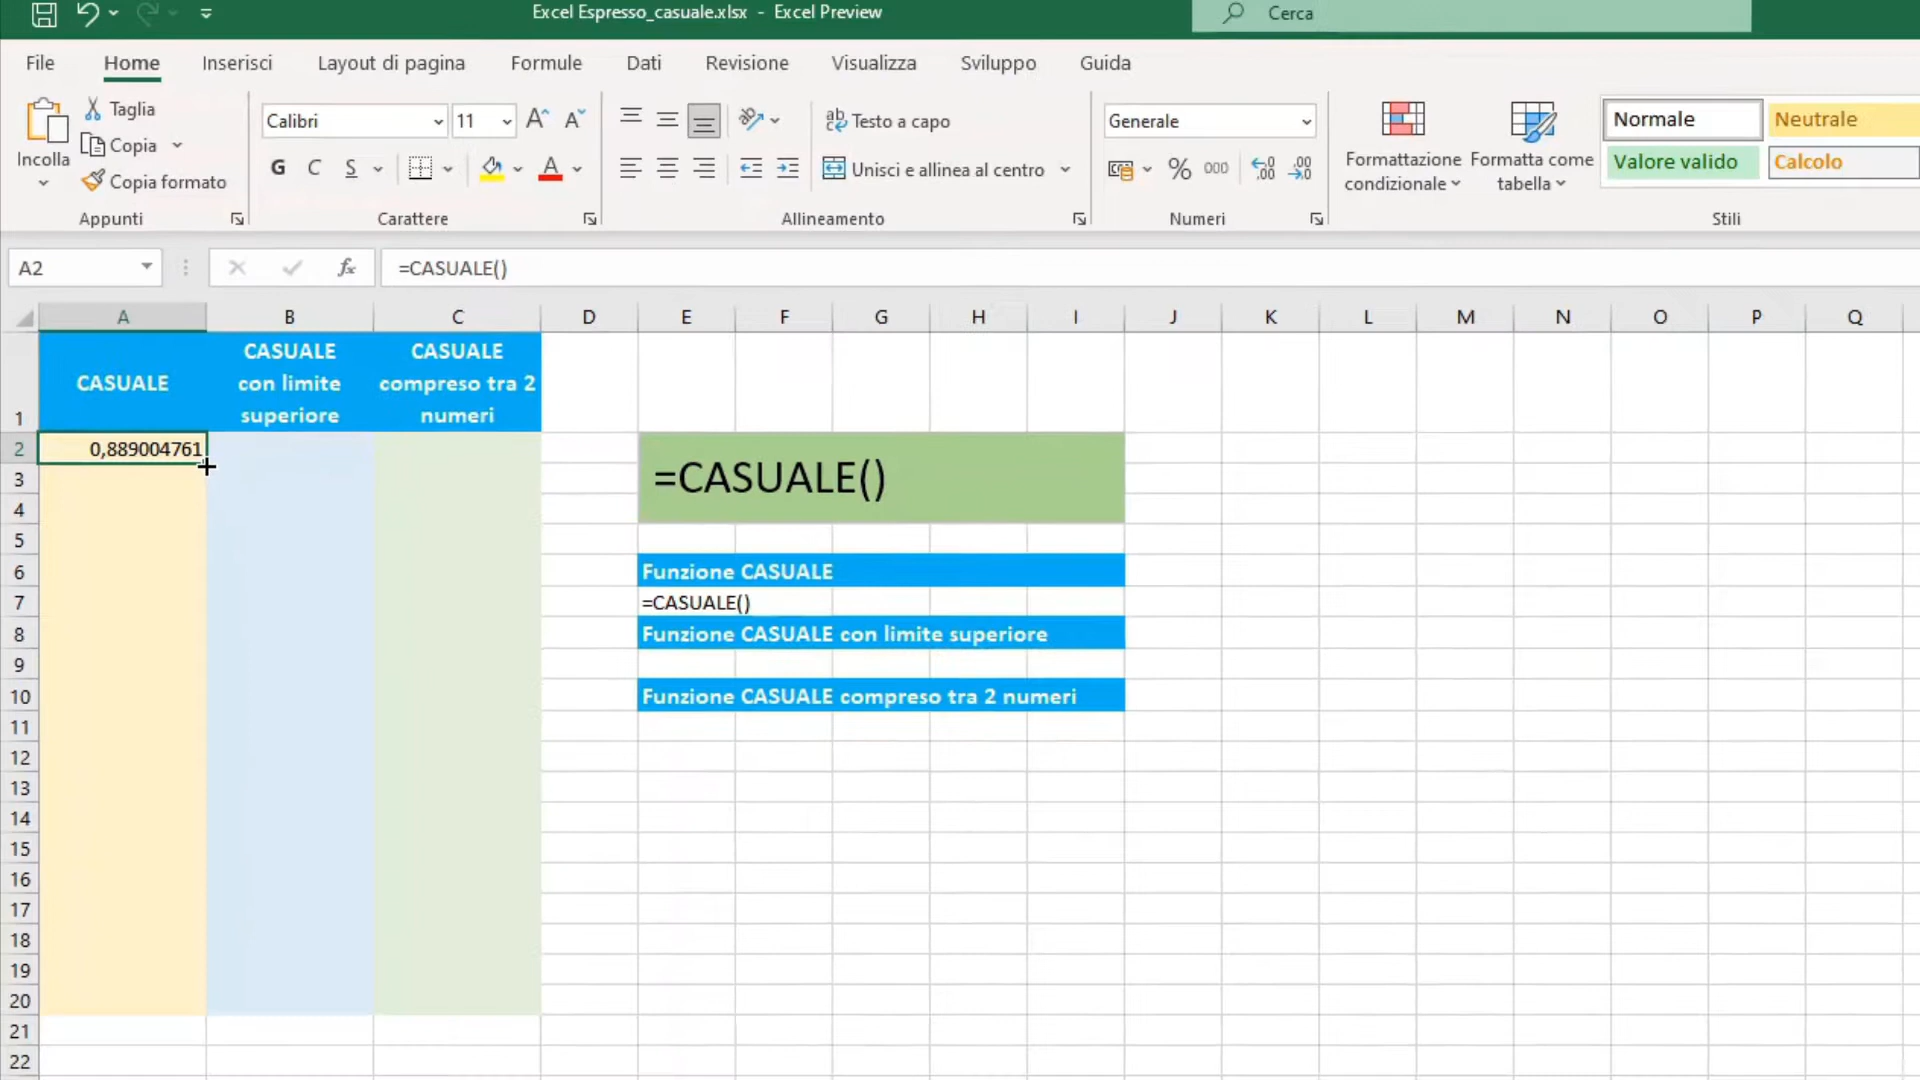 Excel Espresso_casuale.xlsx - Excel Preview
Cerca
File Home Inserisci Layout di pagina Formule Dati Revisione Visualizza Sviluppo Guida
Incolla
Taglia
Copia
Copia formato
Appunti
Calibri 11
G C S
Carattere
Testo a capo
Unisci e allinea al centro
Allineamento
Generale
% 000
Numeri
Formattazione
condizionale
Formatta come
tabella
Normale Neutrale
Valore valido Calcolo
Stili
A2 fx =CASUALE()
A B C D E F G H I J K L M N O P Q
CASUALE
CASUALE
con limite
superiore
CASUALE
compreso tra 2
numeri
1
2 0,889004761
=CASUALE()
3
4
5
6 Funzione CASUALE
7 =CASUALE()
8 Funzione CASUALE con limite superiore
9
10 Funzione CASUALE compreso tra 2 numeri
11
12
13
14
15
16
17
18
19
20
21
22